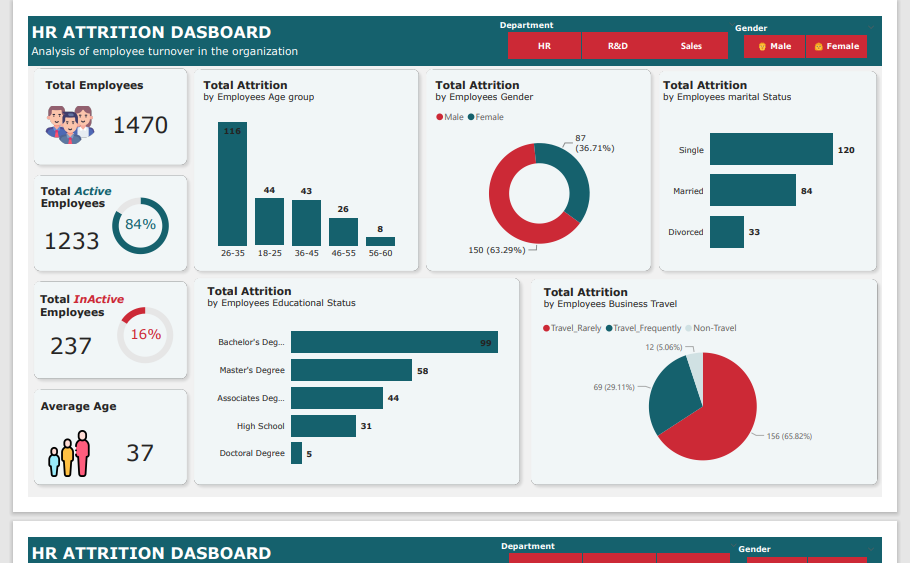 HR ATTRITION DASBOARD
Analysis of employee turnover in the organization
Department
HR
R&D
Sales
Gender
Male
Female
Total Employees
1470
Total Active
Employees
1233
84%
Total InActive
Employees
237
16%
Average Age
37
Total Attrition
by Employees Age group
116
44
43
26
8
26-35
18-25
36-45
46-55
56-60
Total Attrition
by Employees Gender
Male
Female
87
(36.71%)
150 (63.29%)
Total Attrition
by Employees marital Status
Single
120
Married
84
Divorced
33
Total Attrition
by Employees Educational Status
Bachelor's Deg...
99
Master's Degree
58
Associates Deg...
44
High School
31
Doctoral Degree
5
Total Attrition
by Employees Business Travel
Travel_Rarely
Travel_Frequently
Non-Travel
12 (5.06%)
69 (29.11%)
156 (65.82%)
HR ATTRITION DASBOARD
Department
Gender